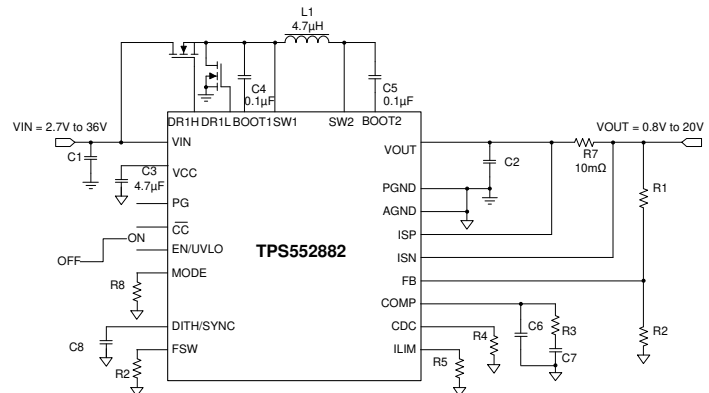 L1
4.7µH
C4
0.1µF
C5
0.1µF
DR1H DR1L BOOT1 SW1 SW2 BOOT2
VIN = 2.7V to 36V
VOUT = 0.8V to 20V
C1
VIN
VOUT
C2
R7
10mΩ
C3
4.7µF
VCC
PGND
R1
PG
AGND
CC
ISP
ON
OFF
EN/UVLO
TPS552882
ISN
MODE
FB
R8
COMP
DITH/SYNC
CDC
C6
R3
R2
C8
R4
C7
FSW
ILIM
R2
R5